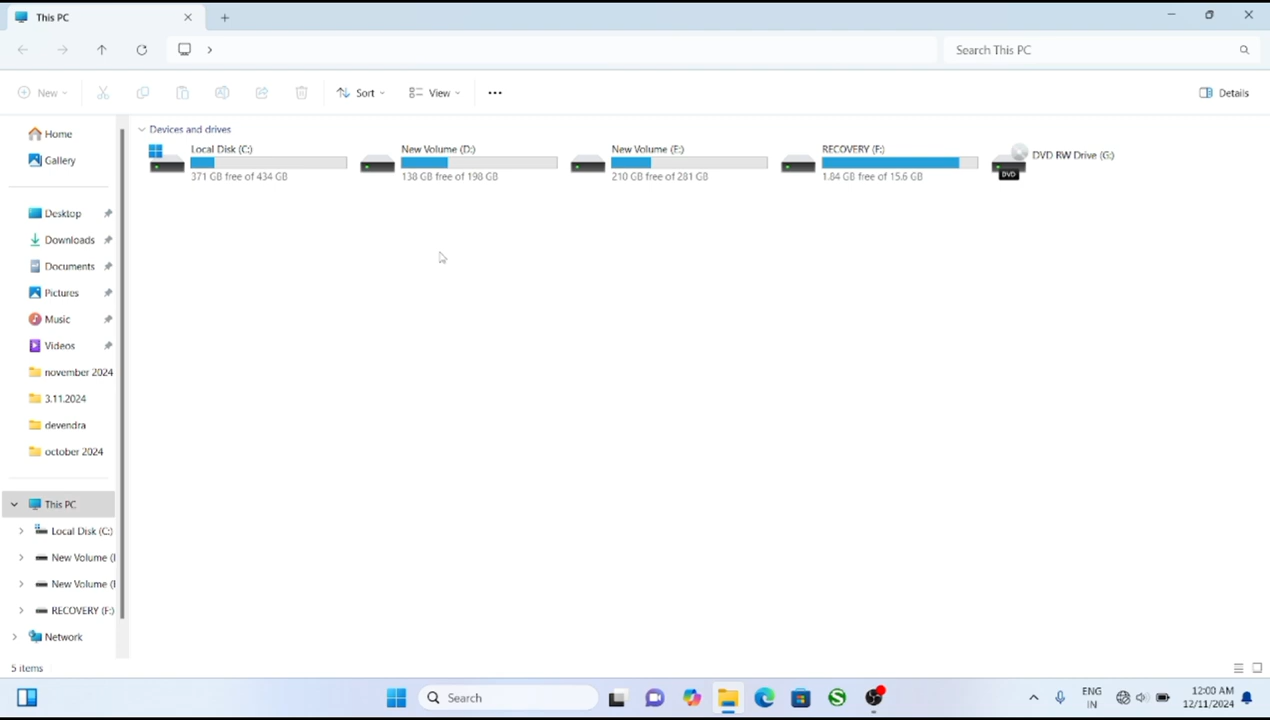 This PC
Search This PC
New
Sort
View
Details
Home
Gallery
Desktop
Downloads
Documents
Pictures
Music
Videos
november 2024
3.11.2024
devendra
october 2024
This PC
Local Disk (C:)
New Volume (
New Volume (
RECOVERY (F:)
Network
Devices and drives
Local Disk (C:)
371 GB free of 434 GB
New Volume (D:)
138 GB free of 198 GB
New Volume (E:)
210 GB free of 281 GB
RECOVERY (F:)
1.84 GB free of 15.6 GB
DVD RW Drive (G:)
DVD
5 items
Search
ENG
IN
12:00 AM
12/11/2024